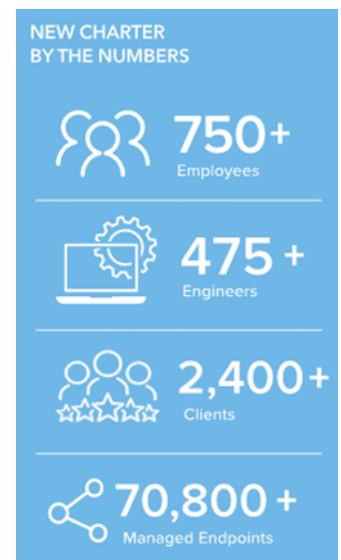 NEW CHARTER
BY THE NUMBERS
750+
Employees
475+
Engineers
2,400+
Clients
70,800+
Managed Endpoints